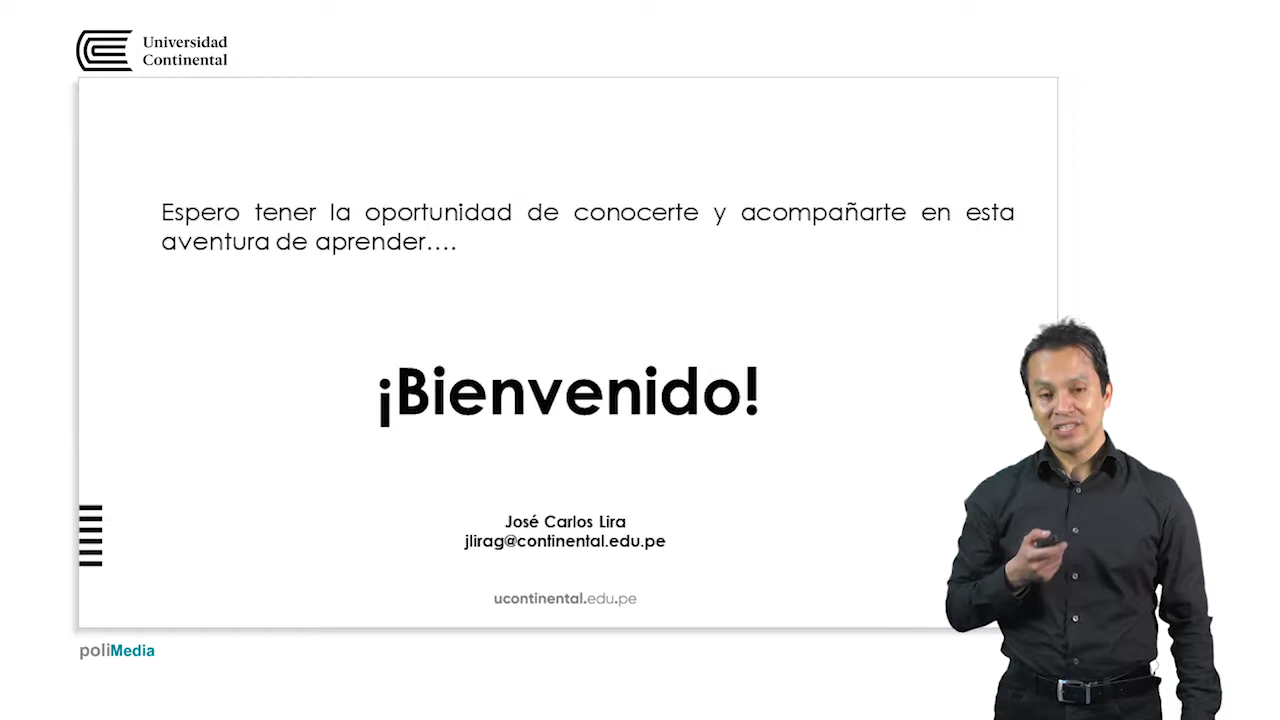 Universidad
Continental
Espero tener la oportunidad de conocerte y acompañarte en esta
aventura de aprender....
¡Bienvenido!
José Carlos Lira
jlirag@continental.edu.pe
ucontinental.edu.pe
poliMedia